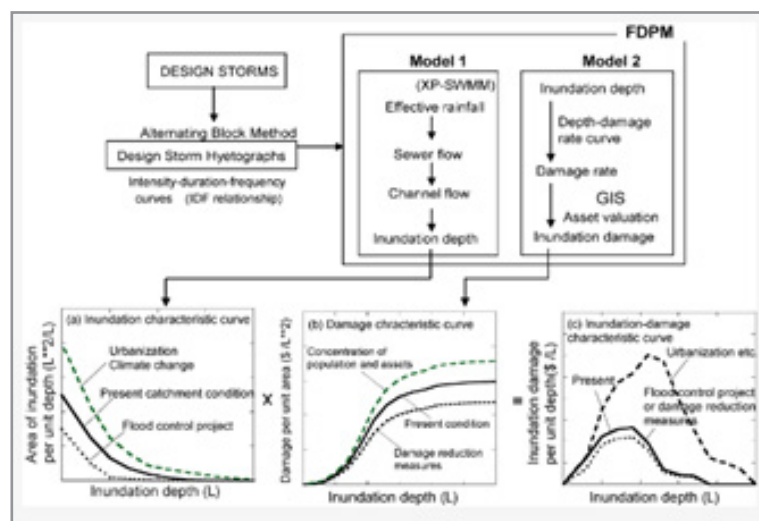 FDPM
DESIGN STORMS
Alternating Block Method
Design Storm Hyetographs
Intensity-duration-frequency
curves (IDF relationship)
Model 1
(XP-SWMM)
Effective rainfall
Sewer flow
Channel flow
Inundation depth
Model 2
Inundation depth
Depth-damage
rate curve
Damage rate
GIS
Asset valuation
Inundation damage
(a) Inundation characteristic curve
Urbanization
Climate change
Present catchment condition
Flood control project
Area of inundation
per unit depth (L**2/L)
Inundation depth (L)
X
(b) Damage chracteristic curve
Concentration of
population and assets
Present condition
Damage reduction
measures
Damage per unit area ($ /L**2)
Inundation depth (L)
=
(c) Inundation-damage
characteristic curve
Urbanization etc.
Present
Flood control project
or damage reduction
measures
Inundation damage
per unit depth($ /L)
Inundation depth (L)